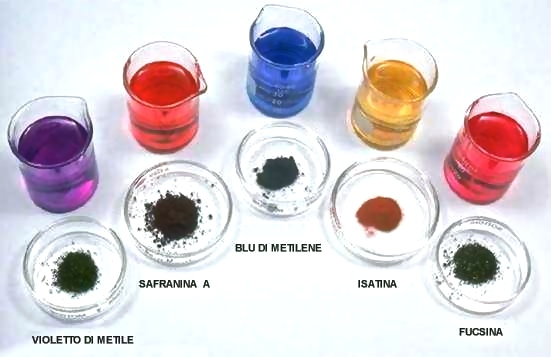 VIOLETTO DI METILE
SAFRANINA A
BLU DI METILENE
ISATINA
FUCSINA